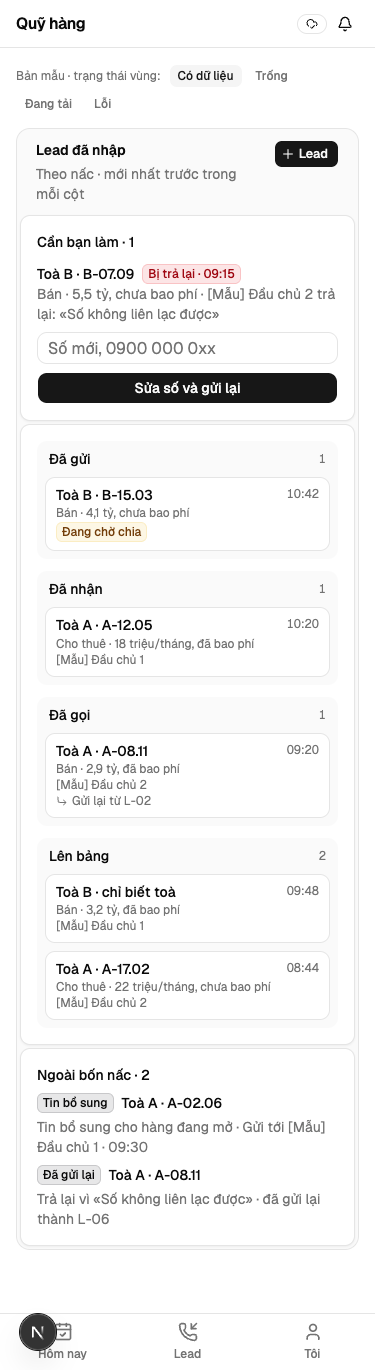 Quỹ hàng
Bản mẫu · trạng thái vùng: Có dữ liệu Trống
Đang tải Lỗi
Lead đã nhập
+ Lead
Theo nấc · mới nhất trước trong
mỗi cột
Cần bạn làm · 1
Toà B · B-07.09 Bị trả lại · 09:15
Bán · 5,5 tỷ, chưa bao phí · [Mẫu] Đầu chủ 2 trả
lại: «Số không liên lạc được»
Số mới, 0900 000 0xx
Sửa số và gửi lại
Đã gửi 1
Toà B · B-15.03 10:42
Bán · 4,1 tỷ, chưa bao phí
Đang chờ chia
Đã nhận 1
Toà A · A-12.05 10:20
Cho thuê · 18 triệu/tháng, đã bao phí
[Mẫu] Đầu chủ 1
Đã gọi 1
Toà A · A-08.11 09:20
Bán · 2,9 tỷ, đã bao phí
[Mẫu] Đầu chủ 2
Gửi lại từ L-02
Lên bảng 2
Toà B · chỉ biết toà 09:48
Bán · 3,2 tỷ, đã bao phí
[Mẫu] Đầu chủ 1
Toà A · A-17.02 08:44
Cho thuê · 22 triệu/tháng, chưa bao phí
[Mẫu] Đầu chủ 2
Ngoài bốn nấc · 2
Tin bổ sung Toà A · A-02.06
Tin bổ sung cho hàng đang mở · Gửi tới [Mẫu]
Đầu chủ 1 · 09:30
Đã gửi lại Toà A · A-08.11
Trả lại vì «Số không liên lạc được» · đã gửi lại
thành L-06
N
Hôm nay Lead Tôi